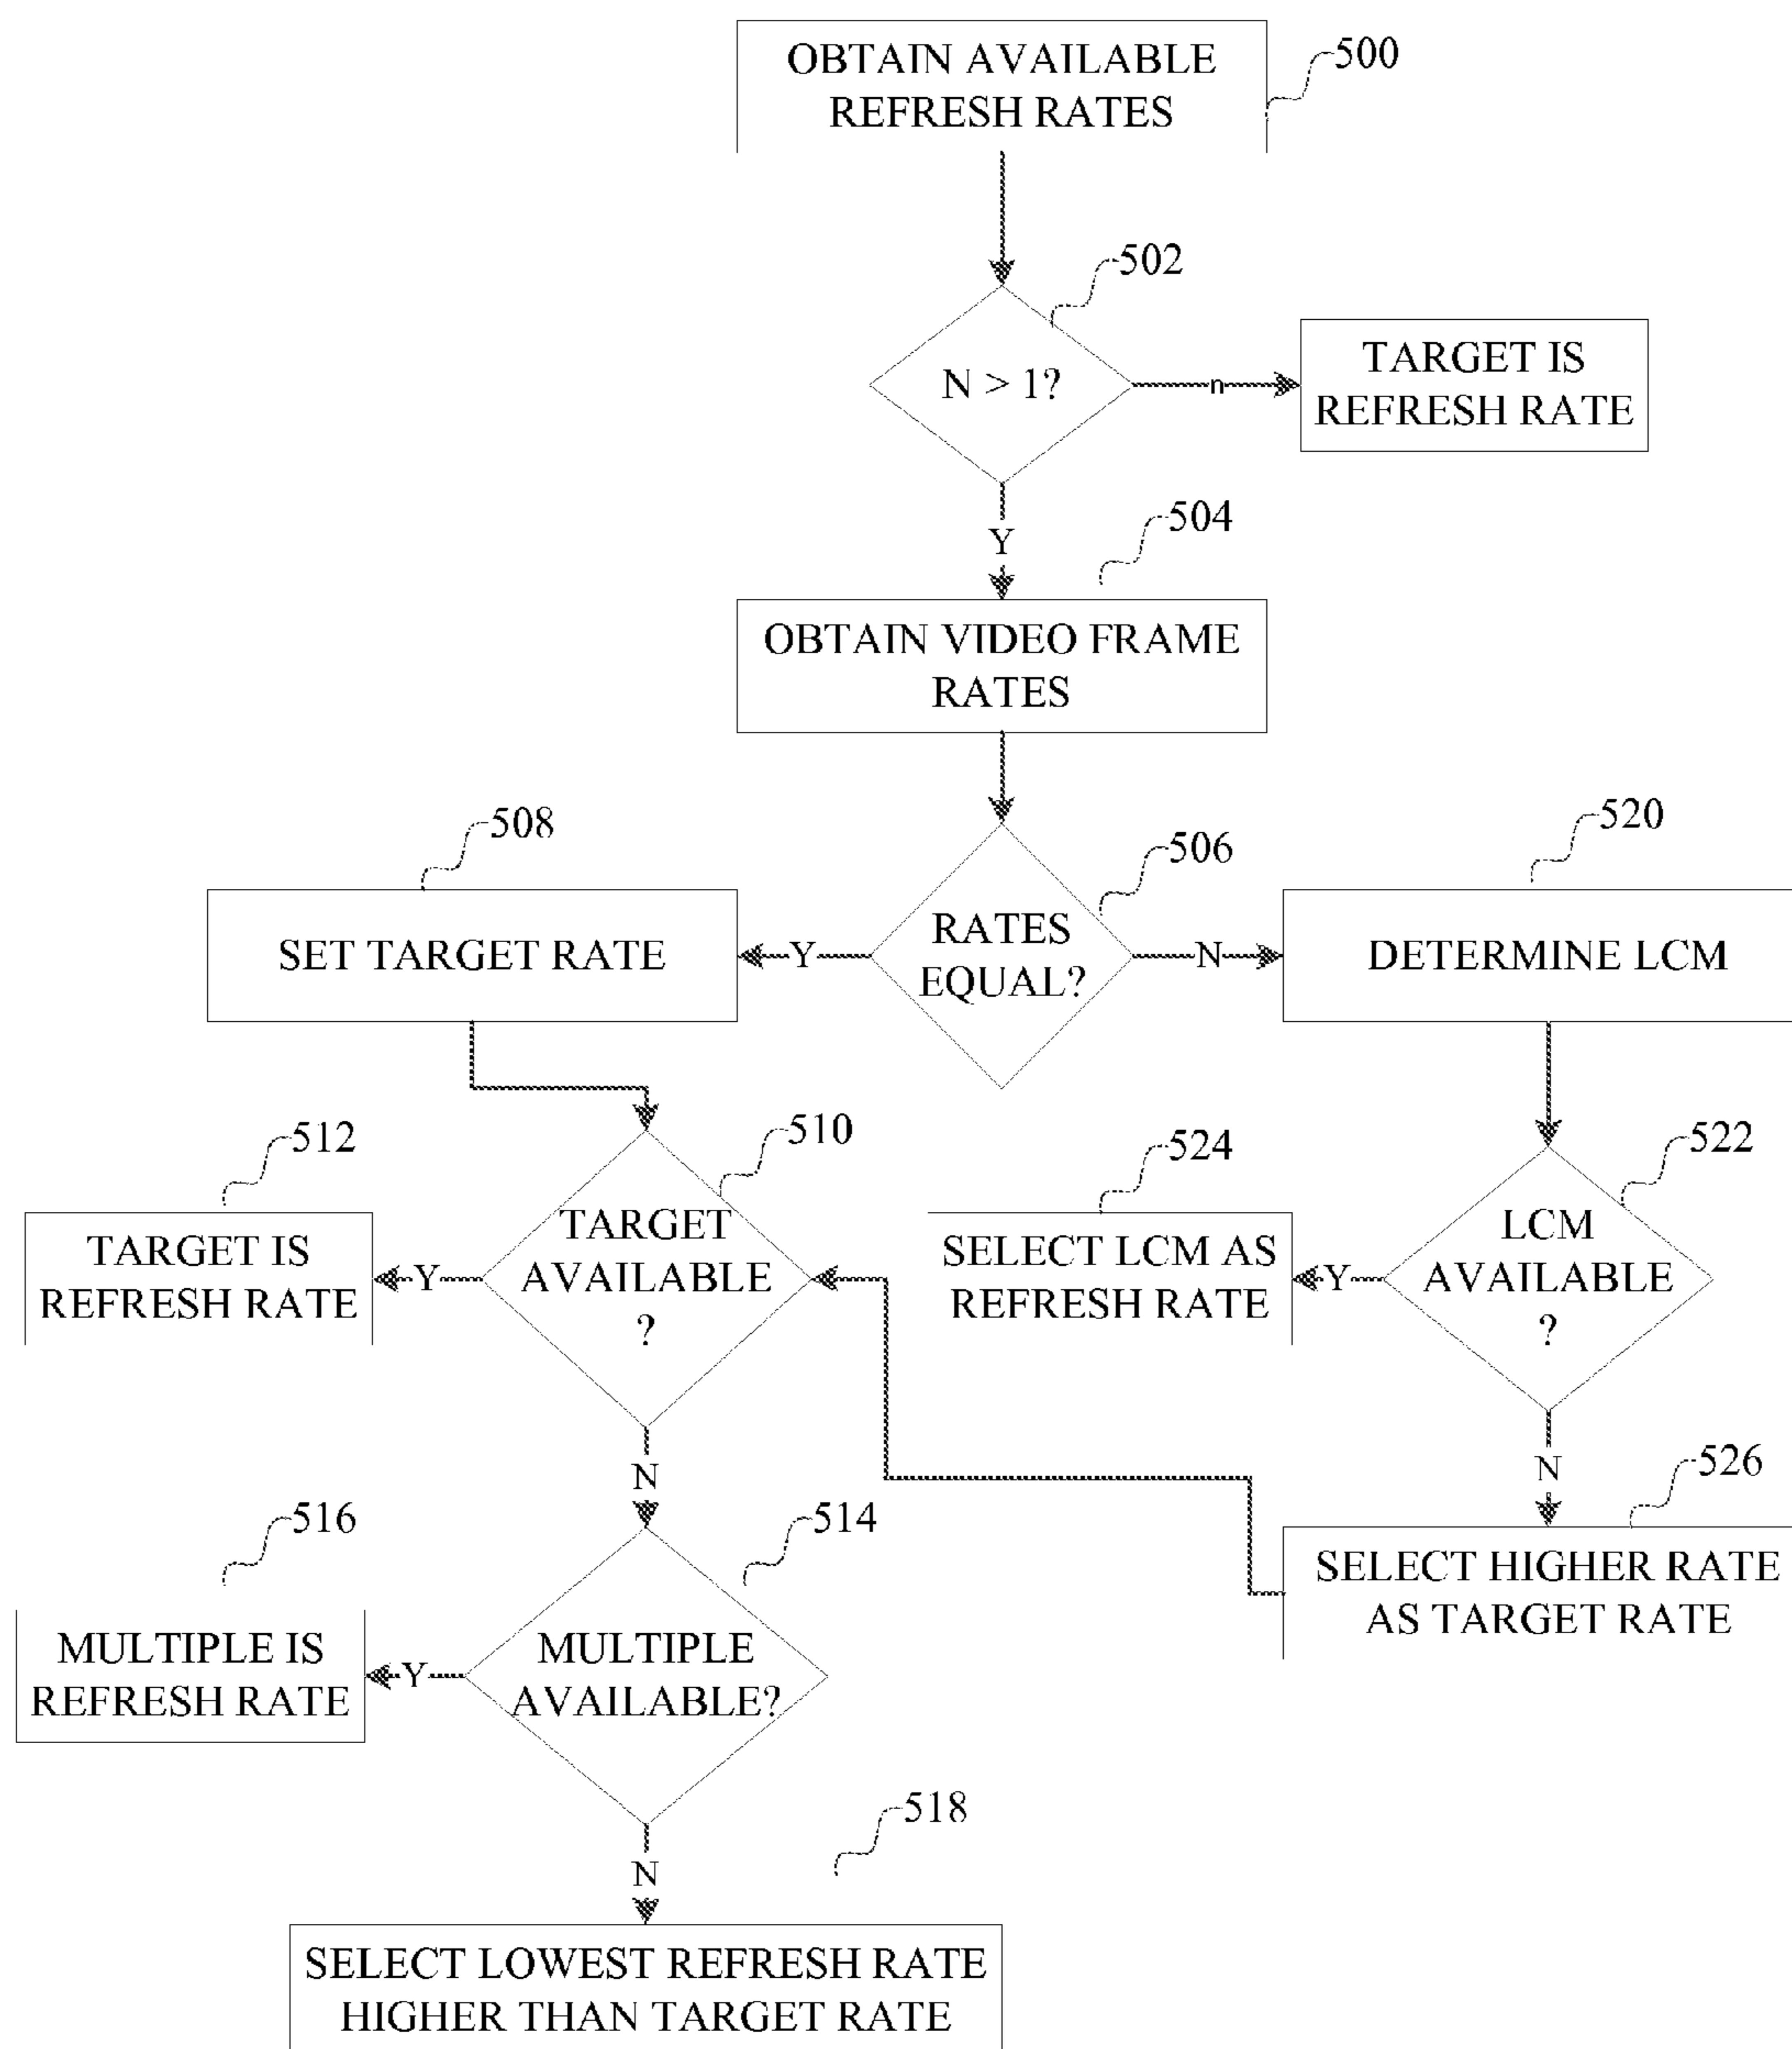 OBTAIN AVAILABLE
REFRESH RATES
500
502
N > 1?
n
TARGET IS
REFRESH RATE
Y
504
OBTAIN VIDEO FRAME
RATES
508
506
520
SET TARGET RATE
Y
RATES
EQUAL?
N
DETERMINE LCM
512
510
524
522
TARGET IS
REFRESH RATE
Y
TARGET
AVAILABLE
?
SELECT LCM AS
REFRESH RATE
Y
LCM
AVAILABLE
?
N
N
516
514
526
MULTIPLE IS
REFRESH RATE
Y
MULTIPLE
AVAILABLE?
SELECT HIGHER RATE
AS TARGET RATE
518
N
SELECT LOWEST REFRESH RATE
HIGHER THAN TARGET RATE